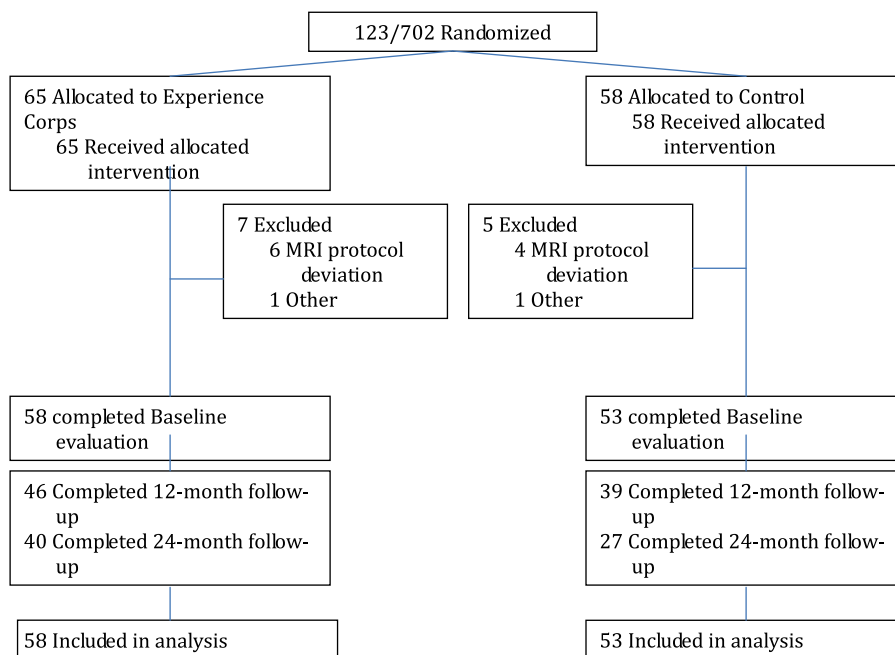 123/702 Randomized
65 Allocated to Experience
Corps
65 Received allocated
intervention
58 Allocated to Control
58 Received allocated
intervention
7 Excluded
6 MRI protocol
deviation
1 Other
5 Excluded
4 MRI protocol
deviation
1 Other
58 completed Baseline
evaluation
53 completed Baseline
evaluation
46 Completed 12-month follow-
up
40 Completed 24-month follow-
up
39 Completed 12-month follow-
up
27 Completed 24-month follow-
up
58 Included in analysis
53 Included in analysis